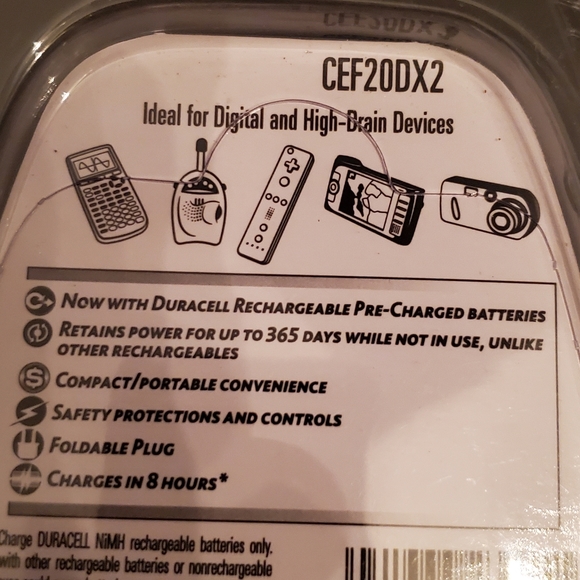 CEF20DX2
Ideal for Digital and High-Drain Devices
NOW WITH DURACELL RECHARGEABLE PRE-CHARGED BATTERIES
RETAINS POWER FOR UP TO 365 DAYS WHILE NOT IN USE, UNLIKE
OTHER RECHARGEABLES
COMPACT/PORTABLE CONVENIENCE
SAFETY PROTECTIONS AND CONTROLS
FOLDABLE PLUG
CHARGES IN 8 HOURS*
Charge DURACELL NiMH rechargeable batteries only.
with other rechargeable batteries or nonrechargeable